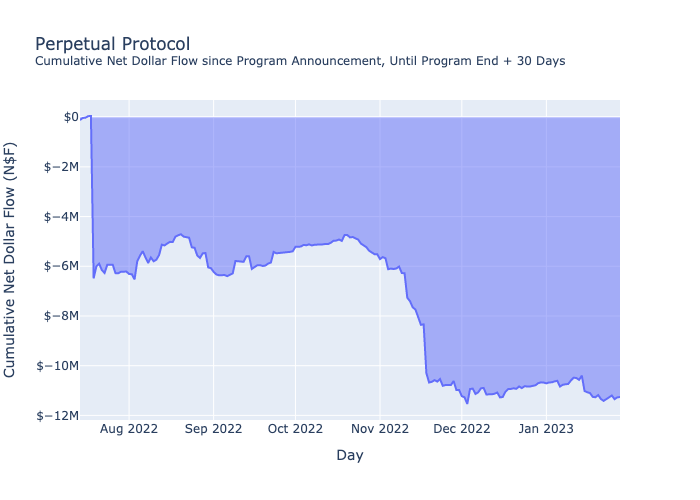 Perpetual Protocol
Cumulative Net Dollar Flow since Program Announcement, Until Program End + 30 Days
Cumulative Net Dollar Flow (N$F)
$0
$−2M
$−4M
$−6M
$−8M
$−10M
$−12M
Aug 2022 Sep 2022 Oct 2022 Nov 2022 Dec 2022 Jan 2023
Day